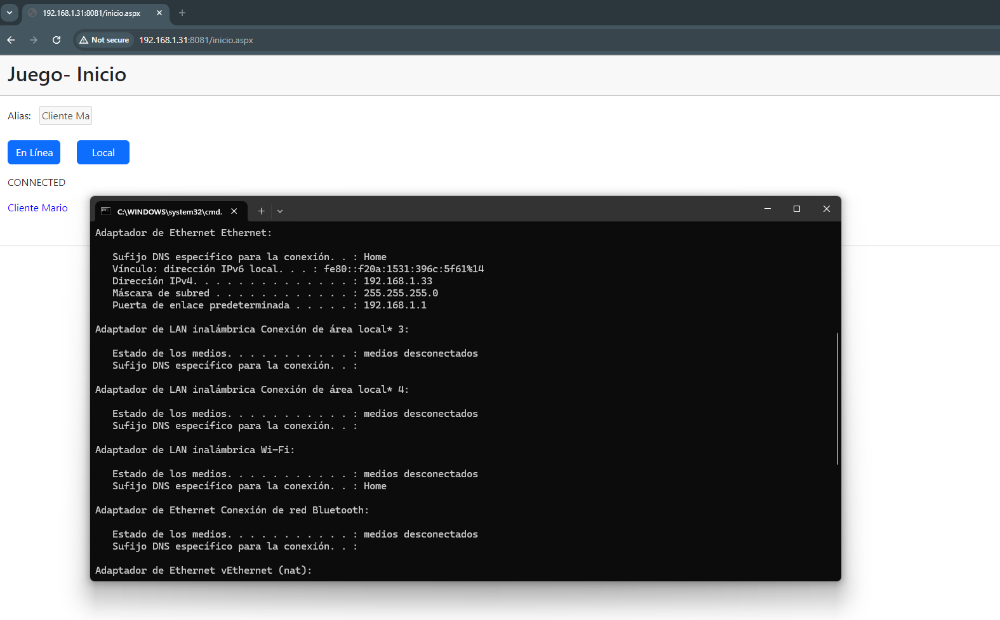 192.168.1.31:8081/inicio.aspx
Not secure
192.168.1.31:8081/inicio.aspx
Juego- Inicio
Alias: Cliente Ma
En Línea Local
CONNECTED
Cliente Mario
C:\WINDOWS\system32\cmd.
Adaptador de Ethernet Ethernet:
Sufijo DNS específico para la conexión. . : Home
Vínculo: dirección IPv6 local. . . : fe80::f20a:1531:396c:5f61%14
Dirección IPv4. . . . . . . . . . . . . . : 192.168.1.33
Máscara de subred . . . . . . . . . . . . : 255.255.255.0
Puerta de enlace predeterminada . . . . . : 192.168.1.1
Adaptador de LAN inalámbrica Conexión de área local* 3:
Estado de los medios. . . . . . . . . . . : medios desconectados
Sufijo DNS específico para la conexión. . :
Adaptador de LAN inalámbrica Conexión de área local* 4:
Estado de los medios. . . . . . . . . . . : medios desconectados
Sufijo DNS específico para la conexión. . :
Adaptador de LAN inalámbrica Wi-Fi:
Estado de los medios. . . . . . . . . . . : medios desconectados
Sufijo DNS específico para la conexión. . : Home
Adaptador de Ethernet Conexión de red Bluetooth:
Estado de los medios. . . . . . . . . . . : medios desconectados
Sufijo DNS específico para la conexión. . :
Adaptador de Ethernet vEthernet (nat):